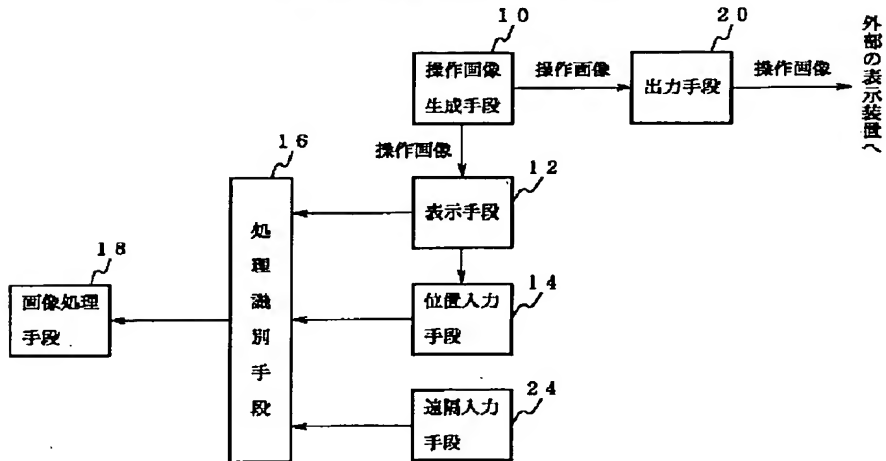 10
操作画像
生成手段
操作画像
20
出力手段
操作画像
外部の表示装置へ
操作画像
16
処理識別手段
12
表示手段
18
画像処理
手段
14
位置入力
手段
24
遠隔入力
手段